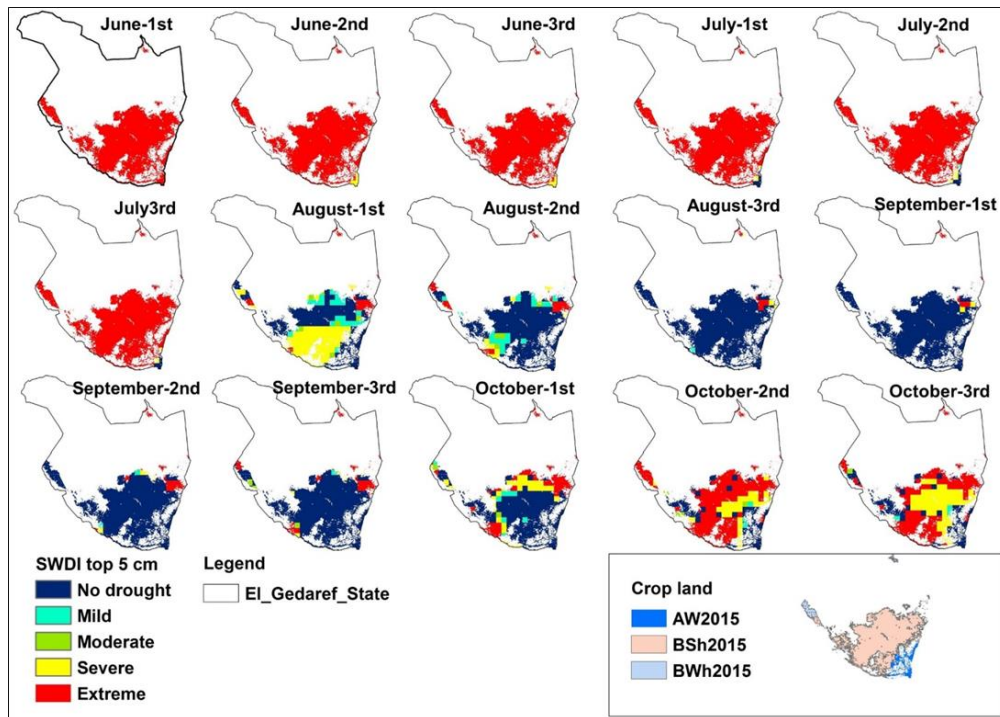 June-1st
June-2nd
June-3rd
July-1st
July-2nd
July3rd
August-1st
August-2nd
August-3rd
September-1st
September-2nd
September-3rd
October-1st
October-2nd
October-3rd
SWDI top 5 cm
No drought
Mild
Moderate
Severe
Extreme
Legend
El_Gedaref_State
Crop land
AW2015
BSh2015
BWh2015